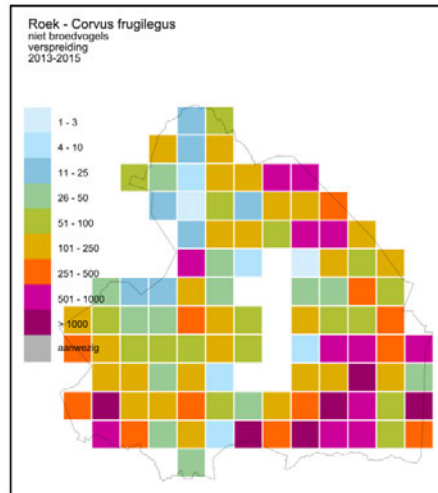 Roek - Corvus frugilegus
niet broedvogels
verspreiding
2013-2015
1 - 3
4 - 10
11 - 25
26 - 50
51 - 100
101 - 250
251 - 500
501 - 1000
> 1000
aanwezig